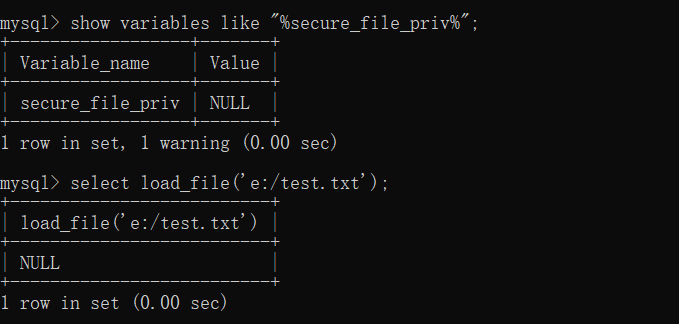 mysql> show variables like "%secure_file_priv%";
+------------------+-------+
| Variable_name    | Value |
+------------------+-------+
| secure_file_priv | NULL  |
+------------------+-------+
1 row in set, 1 warning (0.00 sec)
mysql> select load_file('e:/test.txt');
+--------------------------+
| load_file('e:/test.txt') |
+--------------------------+
| NULL                     |
+--------------------------+
1 row in set (0.00 sec)